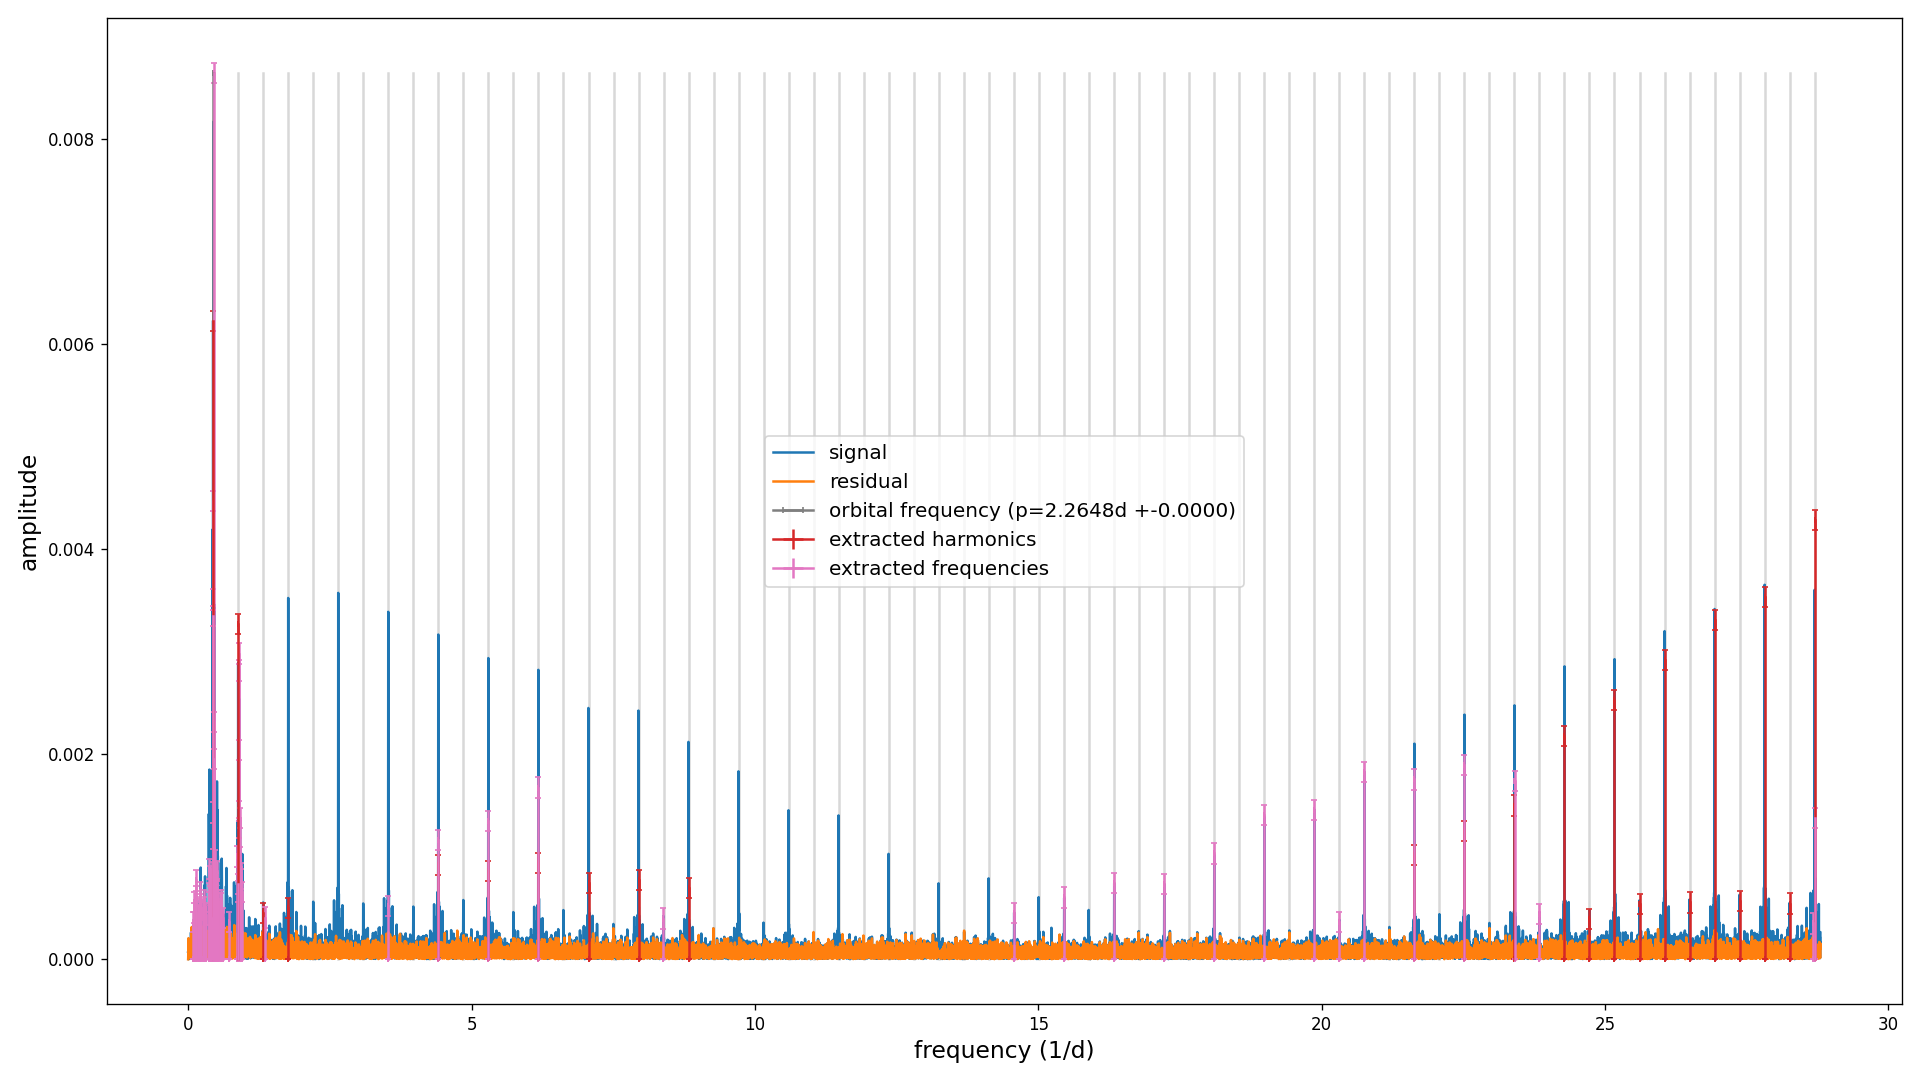 0.008
0.006
0.004
0.002
0.000
amplitude
signal
residual
orbital frequency (p=2.2648d +-0.0000)
extracted harmonics
extracted frequencies
0 5 10 15 20 25 30
frequency (1/d)